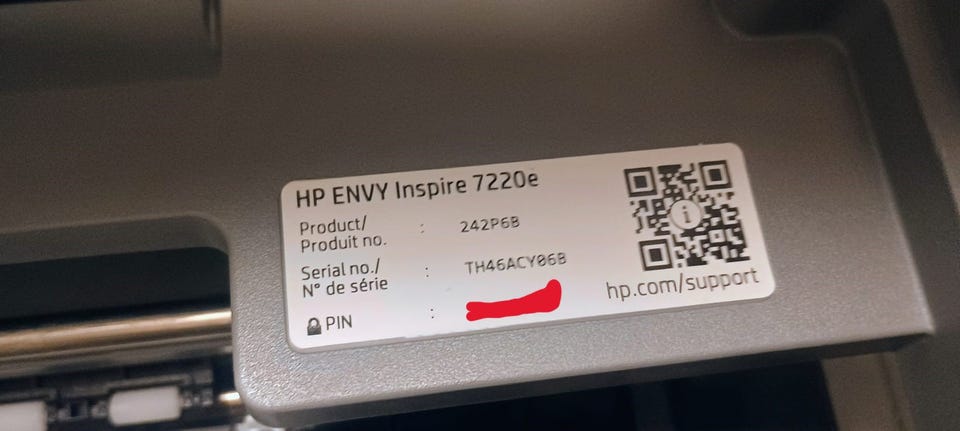 HP ENVY Inspire 7220e
Product/
Produit no. : 242P6B
Serial no./
N° de série : TH46ACY06B
PIN :
hp.com/support